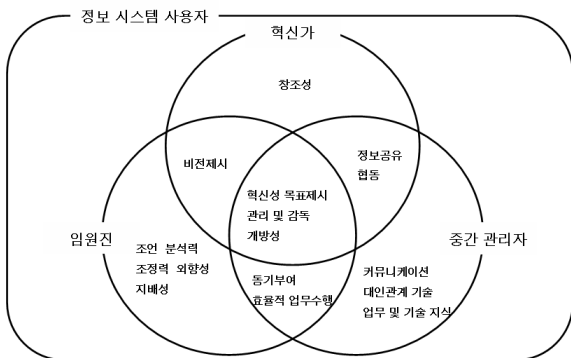 정보 시스템 사용자
혁신가
창조성
비전제시
정보공유
협동
혁신성 목표제시
관리 및 감독
개방성
임원진
중간 관리자
조언 분석력
조정력 외향성
지배성
동기부여
효율적 업무수행
커뮤니케이션
대인관계 기술
업무 및 기술 지식